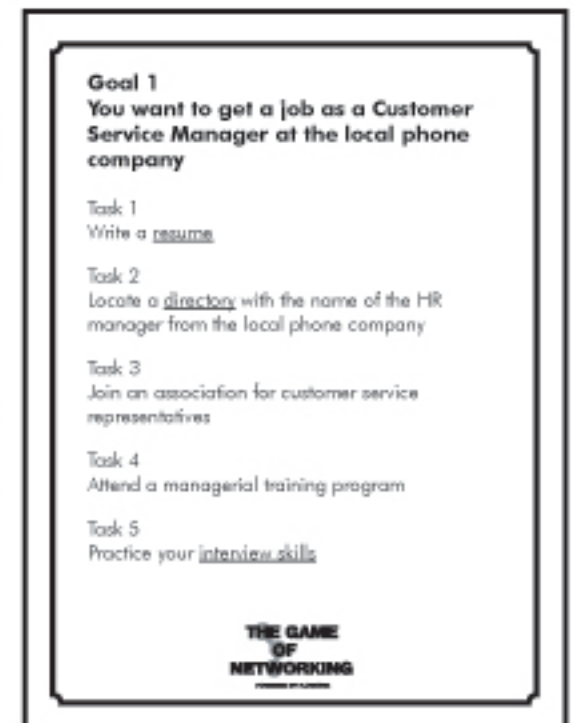 Goal 1
You want to get a job as a Customer
Service Manager at the local phone
company
Task 1
Write a resume
Task 2
Locate a directory with the name of the HR
manager from the local phone company
Task 3
Join an association for customer service
representatives
Task 4
Attend a managerial training program
Task 5
Practice your interview skills
THE GAME
OF
NETWORKING